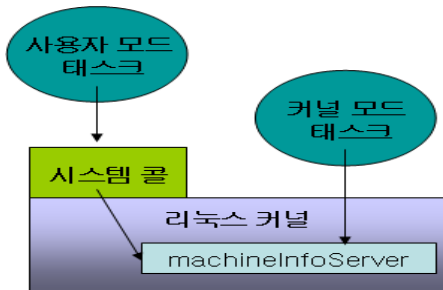 사용자 모드
태스크
커널 모드
태스크
시스템 콜
리눅스 커널
machineInfoServer